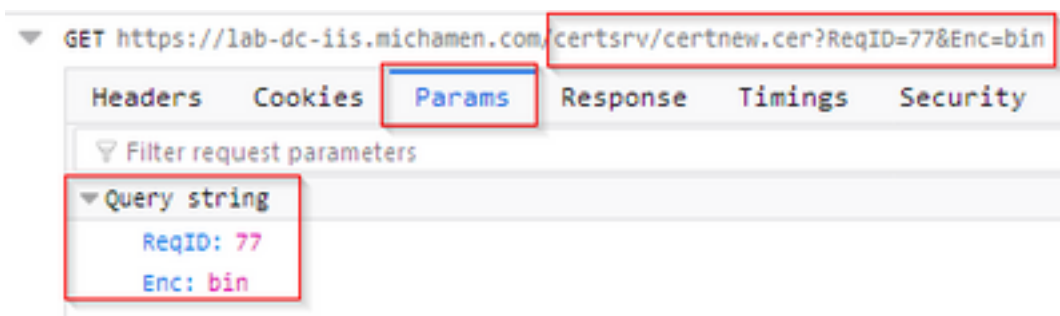 GET https://lab-dc-iis.michamen.com/certsrv/certnew.cer?ReqID=77&Enc=bin
Headers Cookies Params Response Timings Security
Filter request parameters
Query string
ReqID: 77
Enc: bin